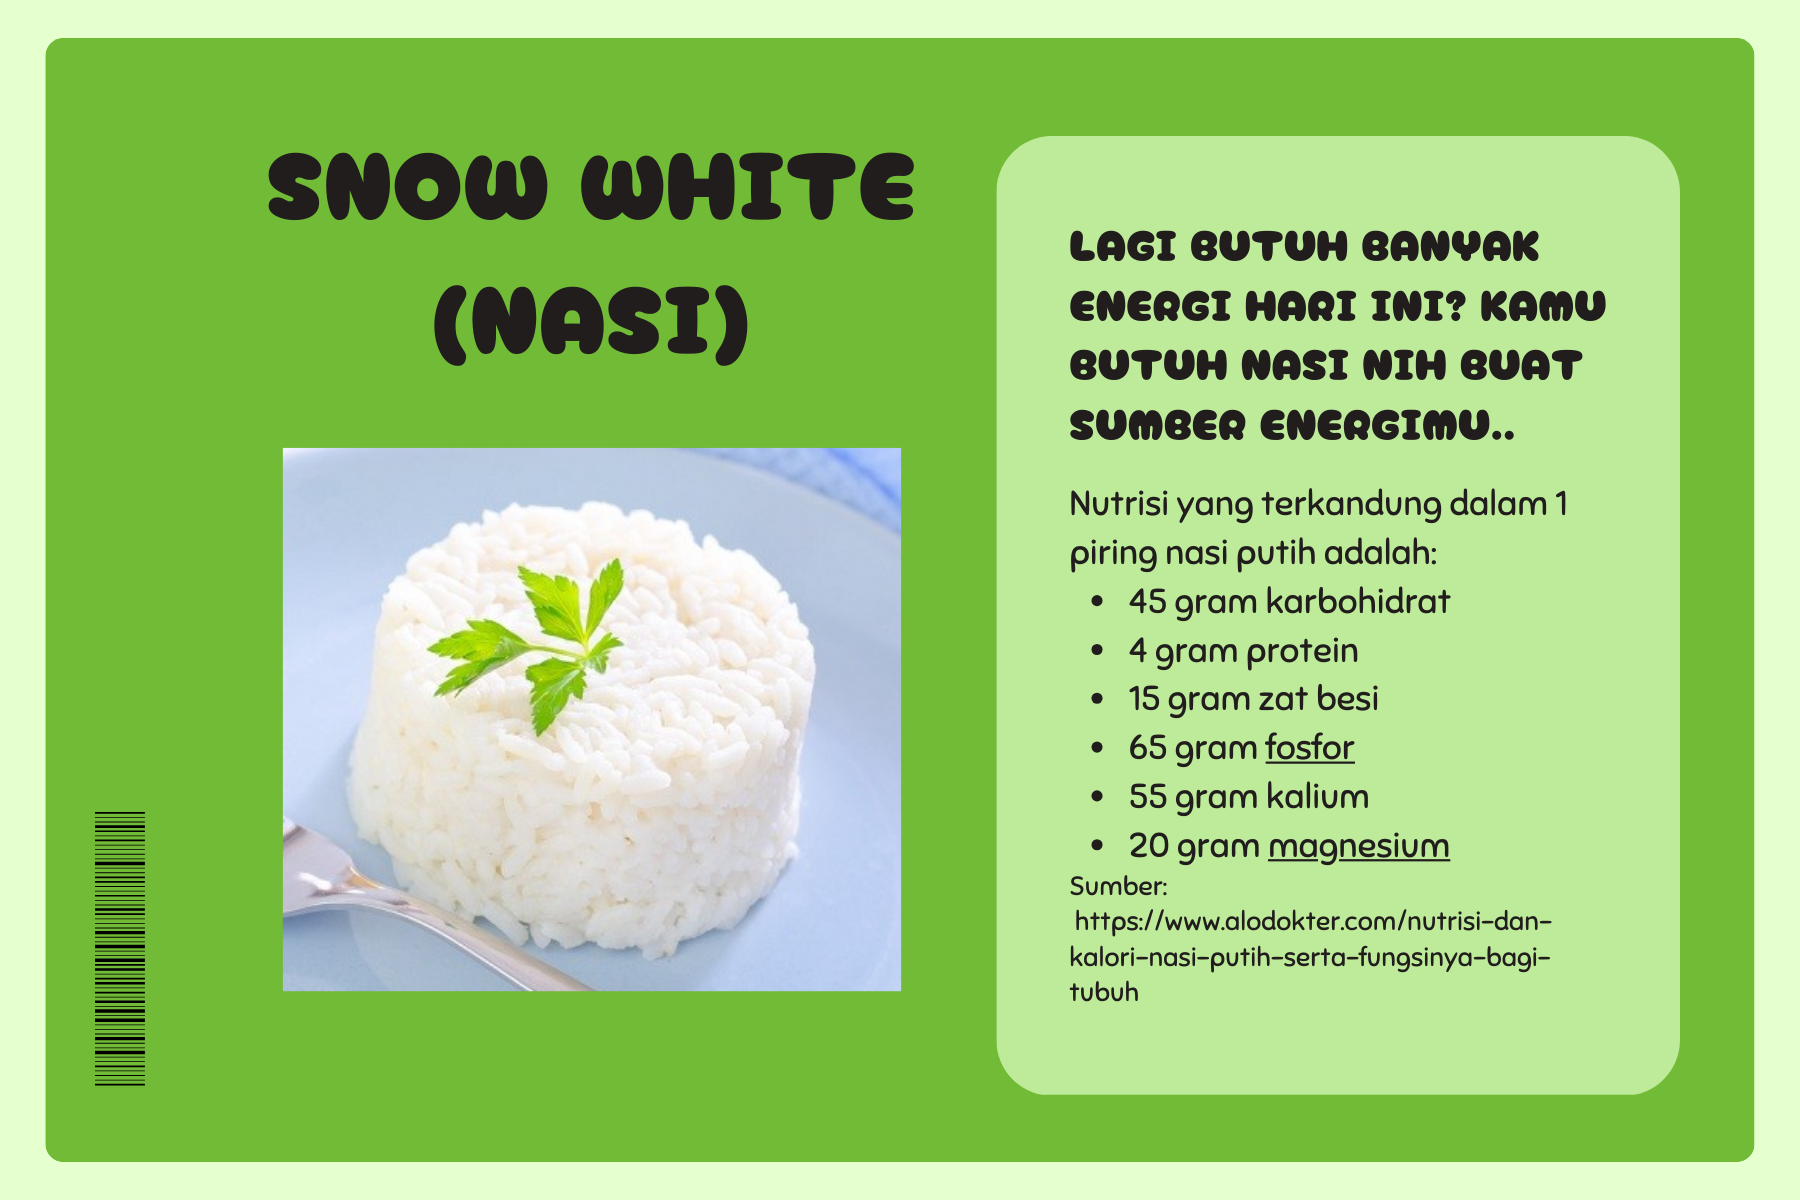 SNOW WHITE
(NASI)
LAGI BUTUH BANYAK
ENERGI HARI INI? KAMU
BUTUH NASI NIH BUAT
SUMBER ENERGIMU..
Nutrisi yang terkandung dalam 1
piring nasi putih adalah:
• 45 gram karbohidrat
• 4 gram protein
• 15 gram zat besi
• 65 gram fosfor
• 55 gram kalium
• 20 gram magnesium
Sumber:
https://www.alodokter.com/nutrisi-dan-
kalori-nasi-putih-serta-fungsinya-bagi-
tubuh